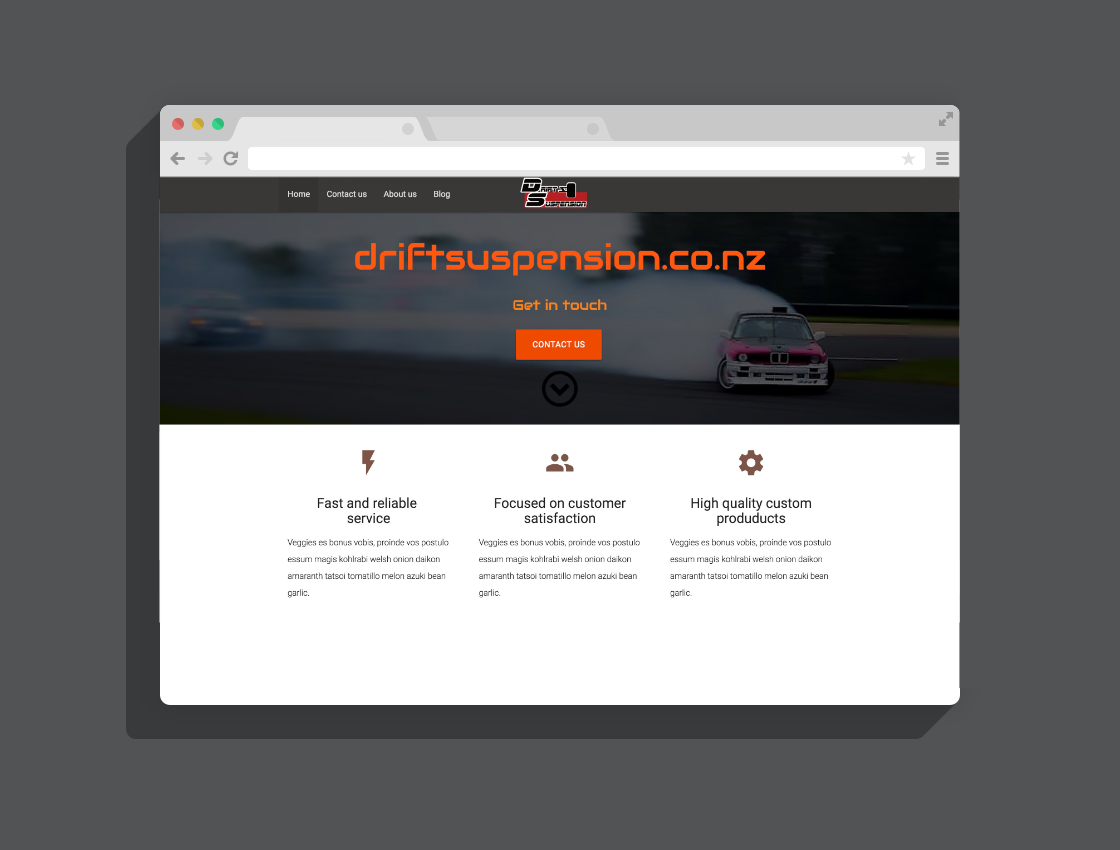 Home Contact us About us Blog
DRIFT
SUSPENSION
driftsuspension.co.nz
Get in touch
CONTACT US
Fast and reliable
service
Veggies es bonus vobis, proinde vos postulo
essum magis kohlrabi welsh onion daikon
amaranth tatsoi tomatillo melon azuki bean
garlic.
Focused on customer
satisfaction
Veggies es bonus vobis, proinde vos postulo
essum magis kohlrabi welsh onion daikon
amaranth tatsoi tomatillo melon azuki bean
garlic.
High quality custom
produducts
Veggies es bonus vobis, proinde vos postulo
essum magis kohlrabi welsh onion daikon
amaranth tatsoi tomatillo melon azuki bean
garlic.